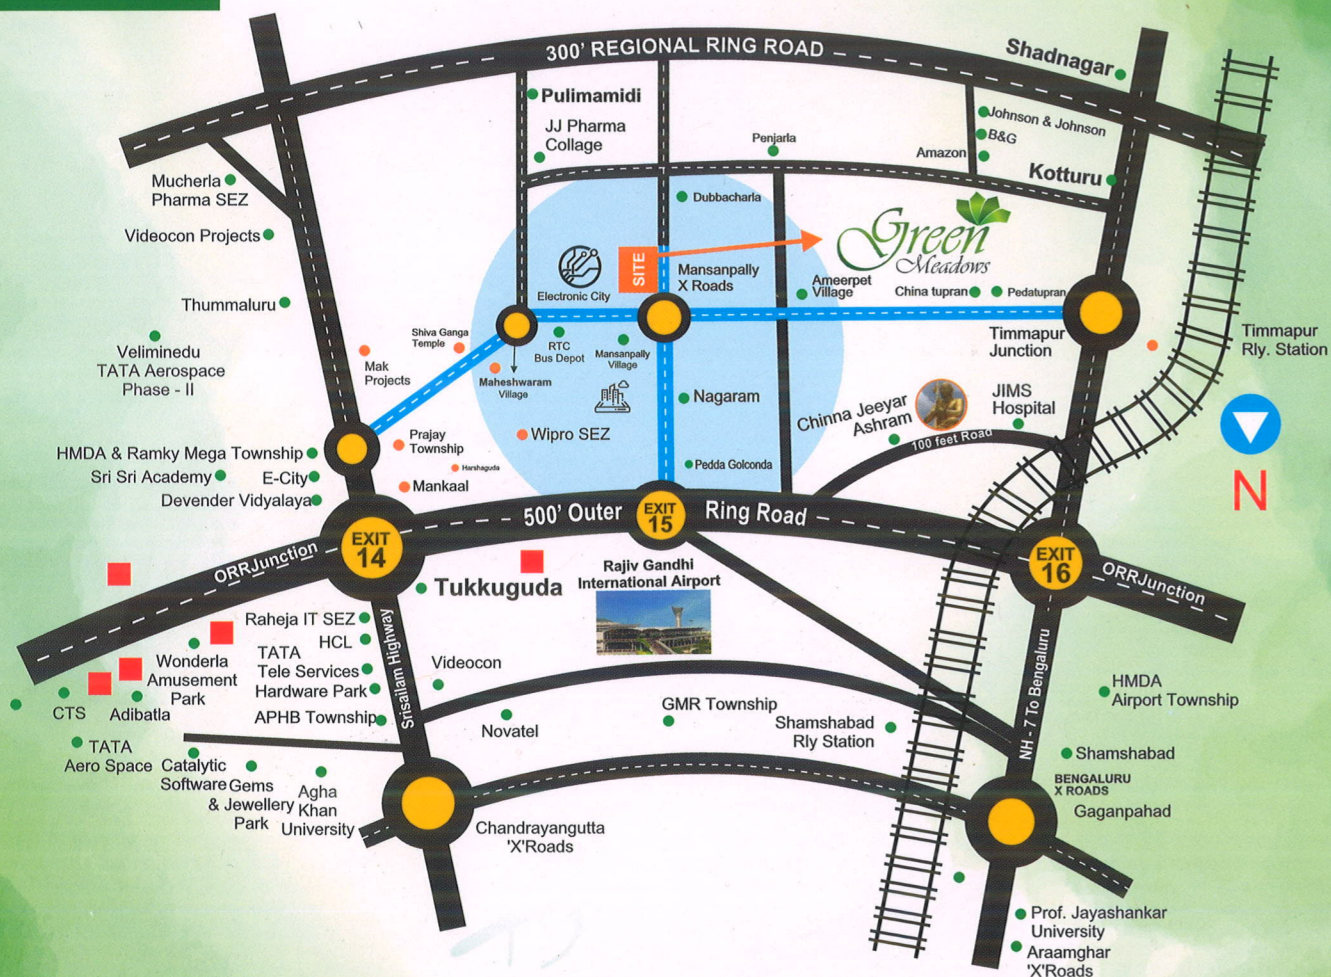 300' REGIONAL RING ROAD
Shadnagar
Pulimamidi
JJ Pharma
Collage
Penjarla
Johnson & Johnson
B&G
Amazon
Kotturu
Mucherla
Pharma SEZ
Videocon Projects
Thummaluru
Veliminedu
TATA Aerospace
Phase - II
Dubbacharla
Electronic City
SITE
Mansanpally
X Roads
Green
Meadows
Ameerpet
Village
China tupran
Pedatupran
Timmapur
Junction
Timmapur
Rly. Station
Shiva Ganga
Temple
RTC
Bus Depot
Mansanpally
Village
Mak
Projects
Maheshwaram
Village
Nagaram
Chinna Jeeyar
Ashram
JIMS
Hospital
100 feet Road
N
Wipro SEZ
Prajay
Township
Harshaguda
Mankaal
Pedda Golconda
HMDA & Ramky Mega Township
Sri Sri Academy
E-City
Devender Vidyalaya
500' Outer
EXIT
15
Ring Road
EXIT
14
EXIT
16
ORRJunction
ORRJunction
Tukkuguda
Rajiv Gandhi
International Airport
Raheja IT SEZ
HCL
TATA
Tele Services
Hardware Park
APHB Township
Srisailam Highway
Videocon
Wonderla
Amusement
Park
CTS
Adibatla
TATA
Aero Space
Catalytic
Software
Gems
& Jewellery
Park
Agha
Khan
University
Novatel
GMR Township
Shamshabad
Rly Station
NH - 7 To Bengaluru
HMDA
Airport Township
Shamshabad
BENGALURU
X ROADS
Gaganpahad
Chandrayangutta
'X'Roads
Prof. Jayashankar
University
Araamghar
'X'Roads